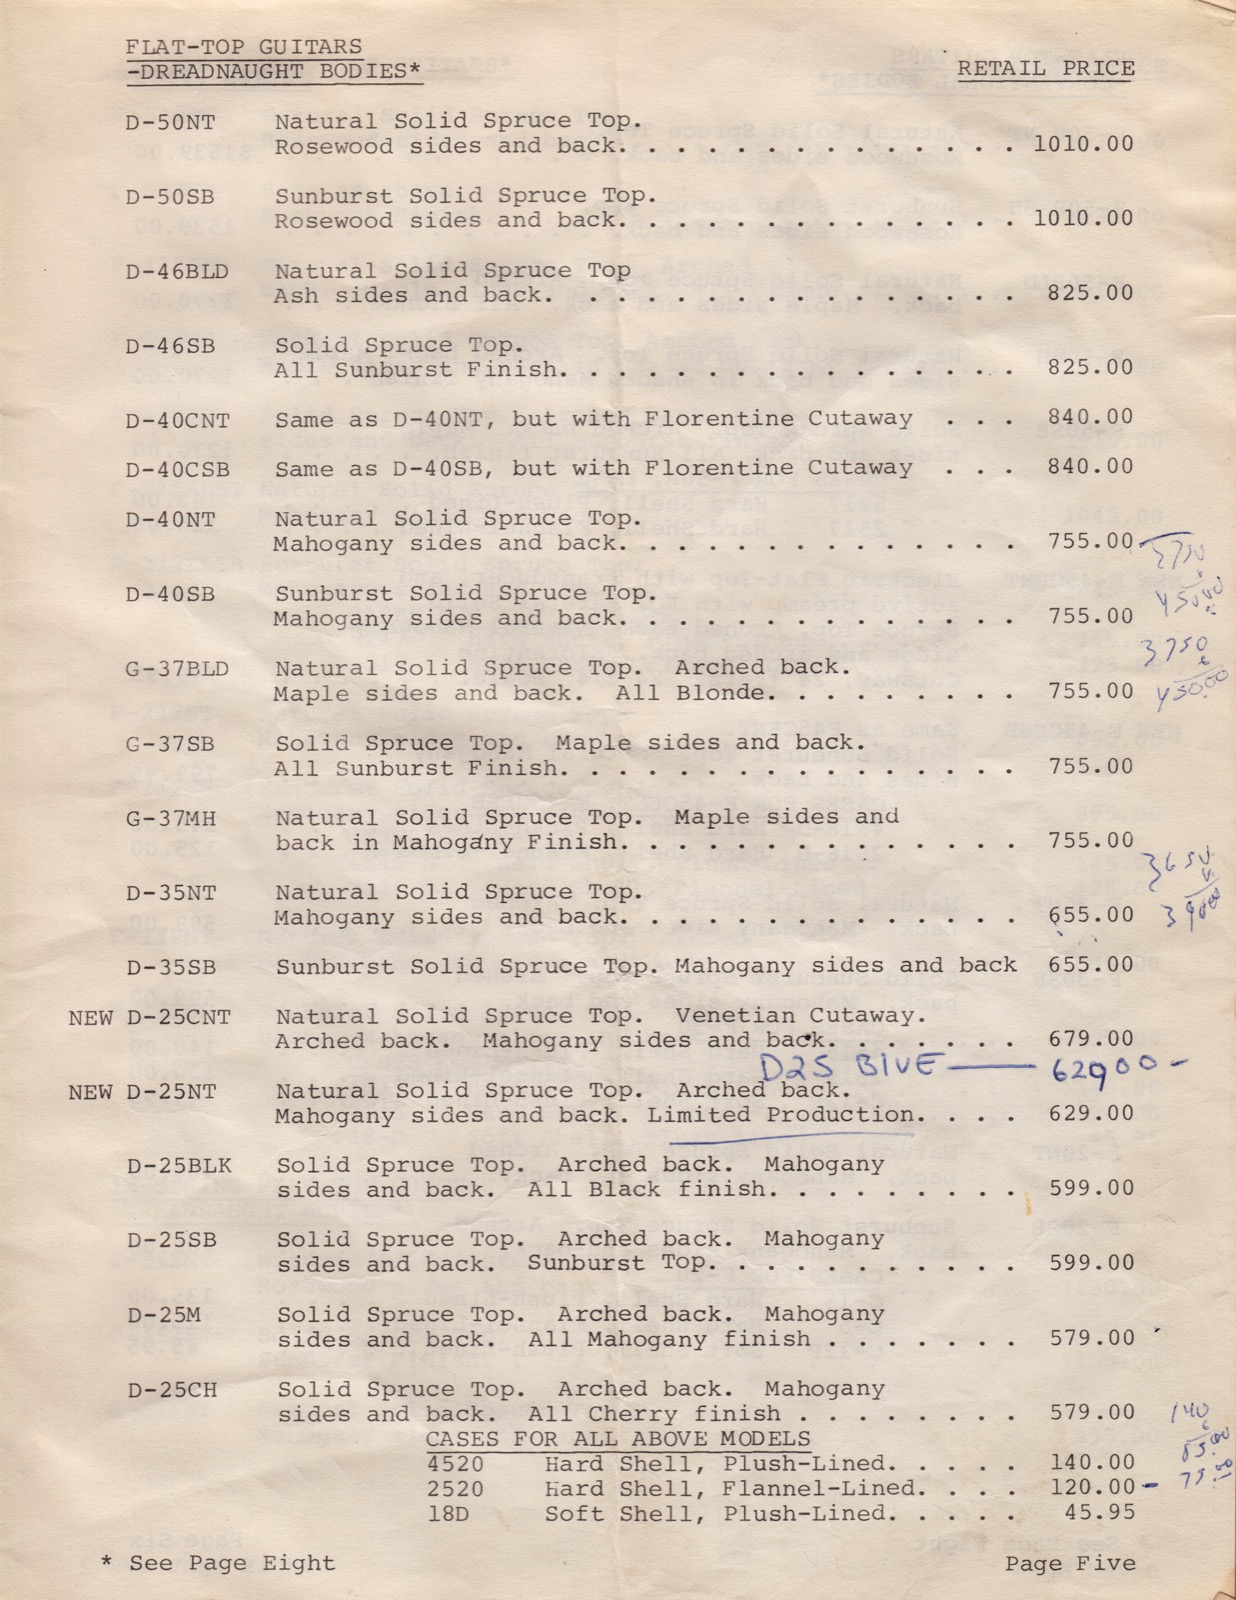 FLAT-TOP GUITARS
-DREADNAUGHT BODIES* RETAIL PRICE
D-50NT Natural Solid Spruce Top.
Rosewood sides and back. . . . . . . . . . . . . . 1010.00
D-50SB Sunburst Solid Spruce Top.
Rosewood sides and back. . . . . . . . . . . . . . 1010.00
D-46BLD Natural Solid Spruce Top
Ash sides and back. . . . . . . . . . . . . . . . 825.00
D-46SB Solid Spruce Top.
All Sunburst Finish. . . . . . . . . . . . . . . . 825.00
D-40CNT Same as D-40NT, but with Florentine Cutaway . . . 840.00
D-40CSB Same as D-40SB, but with Florentine Cutaway . . . 840.00
D-40NT Natural Solid Spruce Top.
Mahogany sides and back. . . . . . . . . . . . . . 755.00
3750
45000
D-40SB Sunburst Solid Spruce Top.
Mahogany sides and back. . . . . . . . . . . . . . 755.00
3750
6
450.00
G-37BLD Natural Solid Spruce Top. Arched back.
Maple sides and back. All Blonde. . . . . . . . . 755.00
G-37SB Solid Spruce Top. Maple sides and back.
All Sunburst Finish. . . . . . . . . . . . . . . . 755.00
G-37MH Natural Solid Spruce Top. Maple sides and
back in Mahogany Finish. . . . . . . . . . . . . . 755.00
3650
D-35NT Natural Solid Spruce Top.
Mahogany sides and back. . . . . . . . . . . . . . 655.00
D-35SB Sunburst Solid Spruce Top. Mahogany sides and back 655.00
NEW D-25CNT Natural Solid Spruce Top. Venetian Cutaway.
Arched back. Mahogany sides and back. . . . . . . 679.00
D25 BlUE — 62900 -
NEW D-25NT Natural Solid Spruce Top. Arched back.
Mahogany sides and back. Limited Production. . . . 629.00
D-25BLK Solid Spruce Top. Arched back. Mahogany
sides and back. All Black finish. . . . . . . . . 599.00
D-25SB Solid Spruce Top. Arched back. Mahogany
sides and back. Sunburst Top. . . . . . . . . . . 599.00
D-25M Solid Spruce Top. Arched back. Mahogany
sides and back. All Mahogany finish . . . . . . . 579.00
D-25CH Solid Spruce Top. Arched back. Mahogany
sides and back. All Cherry finish . . . . . . . . 579.00
140
CASES FOR ALL ABOVE MODELS
4520 Hard Shell, Plush-Lined. . . . . 140.00
2520 Hard Shell, Flannel-Lined. . . . 120.00 -
18D Soft Shell, Plush-Lined. . . . . 45.95
* See Page Eight Page Five